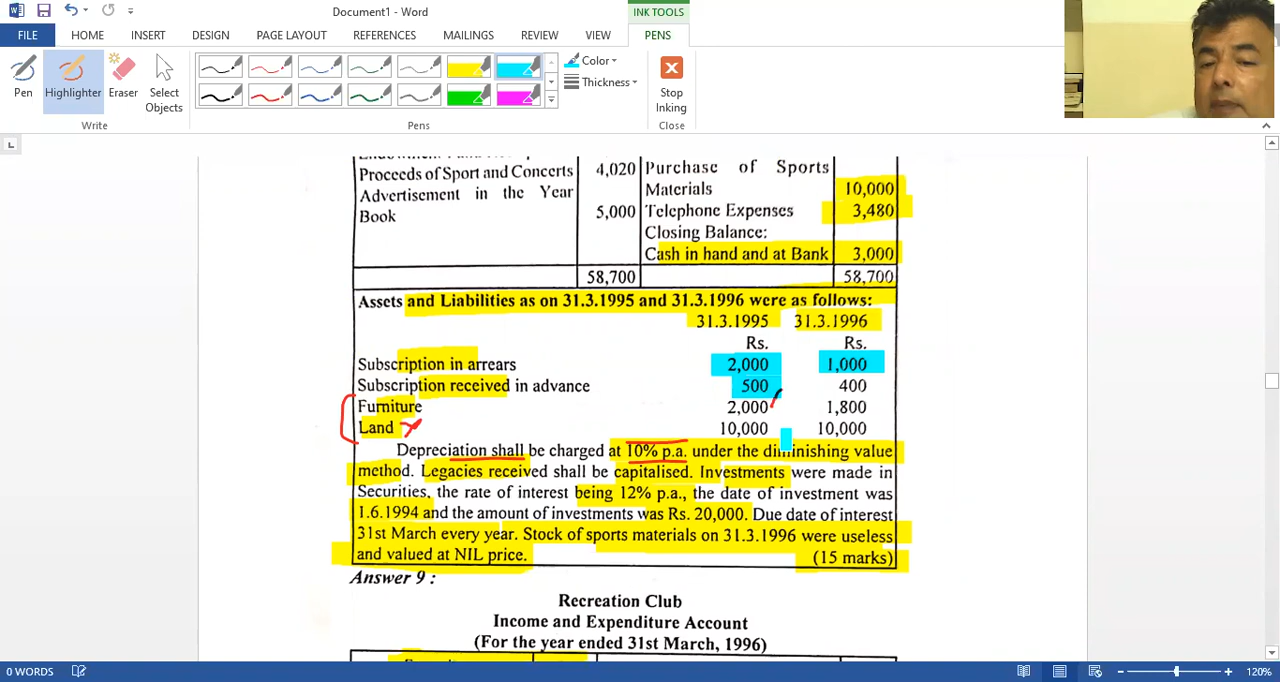 Document1 - Word
INK TOOLS
FILE
HOME
INSERT
DESIGN
PAGE LAYOUT
REFERENCES
MAILINGS
REVIEW
VIEW
PENS
Pen
Highlighter
Eraser
Select
Objects
Color
Thickness
Stop
Inking
Write
Pens
Close
Proceeds of Sport and Concerts 4,020 Purchase of Sports
Materials 10,000
Advertisement in the Year
Book 5,000 Telephone Expenses 3,480
Closing Balance:
Cash in hand and at Bank 3,000
58,700 58,700
Assets and Liabilities as on 31.3.1995 and 31.3.1996 were as follows:
31.3.1995 31.3.1996
Rs. Rs.
Subscription in arrears 2,000 1,000
Subscription received in advance 500 400
Furniture 2,000 1,800
Land 10,000 10,000
Depreciation shall be charged at 10% p.a. under the diminishing value
method. Legacies received shall be capitalised. Investments were made in
Securities, the rate of interest being 12% p.a., the date of investment was
1.6.1994 and the amount of investments was Rs. 20,000. Due date of interest
31st March every year. Stock of sports materials on 31.3.1996 were useless
and valued at NIL price. (15 marks)
Answer 9 :
Recreation Club
Income and Expenditure Account
(For the year ended 31st March, 1996)
0 WORDS
120%